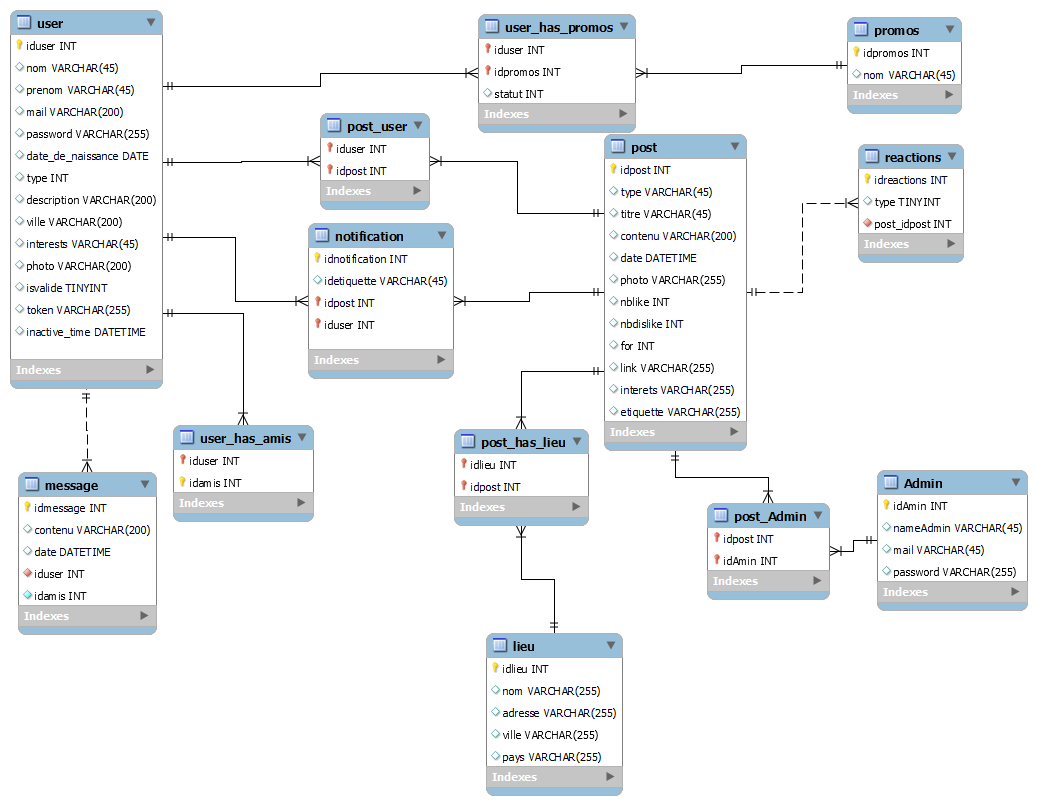 user
iduser INT
nom VARCHAR(45)
prenom VARCHAR(45)
mail VARCHAR(200)
password VARCHAR(255)
date_de_naissance DATE
type INT
description VARCHAR(200)
ville VARCHAR(200)
interests VARCHAR(45)
photo VARCHAR(200)
isvalide TINYINT
token VARCHAR(255)
inactive_time DATETIME
Indexes
user_has_promos
iduser INT
idpromos INT
statut INT
Indexes
promos
idpromos INT
nom VARCHAR(45)
Indexes
post_user
iduser INT
idpost INT
Indexes
post
idpost INT
type VARCHAR(45)
titre VARCHAR(45)
contenu VARCHAR(200)
date DATETIME
photo VARCHAR(255)
nblike INT
nbdislike INT
for INT
link VARCHAR(255)
interets VARCHAR(255)
etiquette VARCHAR(255)
Indexes
reactions
idreactions INT
type TINYINT
post_idpost INT
Indexes
notification
idnotification INT
idetiquette VARCHAR(45)
idpost INT
iduser INT
Indexes
user_has_amis
iduser INT
idamis INT
Indexes
post_has_lieu
idlieu INT
idpost INT
Indexes
message
idmessage INT
contenu VARCHAR(200)
date DATETIME
iduser INT
idamis INT
Indexes
post_Admin
idpost INT
idAmin INT
Indexes
Admin
idAmin INT
nameAdmin VARCHAR(45)
mail VARCHAR(45)
password VARCHAR(255)
Indexes
lieu
idlieu INT
nom VARCHAR(255)
adresse VARCHAR(255)
ville VARCHAR(255)
pays VARCHAR(255)
Indexes